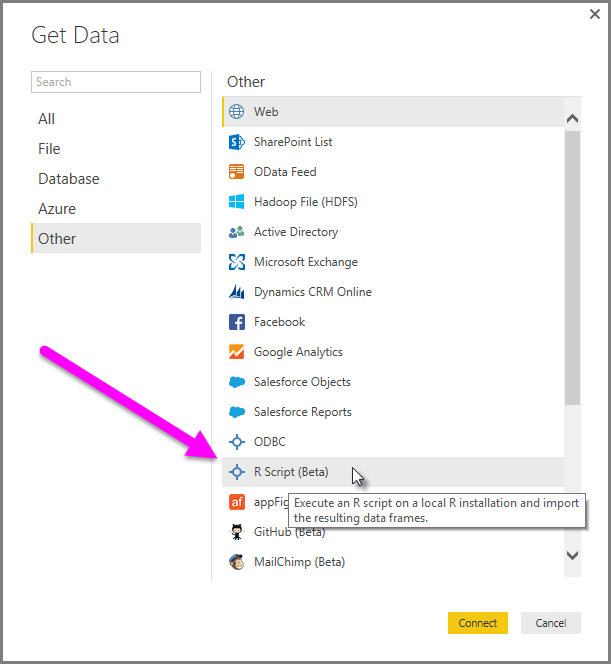 Get Data
Search
All
File
Database
Azure
Other
Other
Web
SharePoint List
OData Feed
Hadoop File (HDFS)
Active Directory
Microsoft Exchange
Dynamics CRM Online
Facebook
Google Analytics
Salesforce Objects
Salesforce Reports
ODBC
R Script (Beta)
af appFig
Execute an R script on a local R installation and import
the resulting data frames.
GitHub (Beta)
MailChimp (Beta)
Connect
Cancel